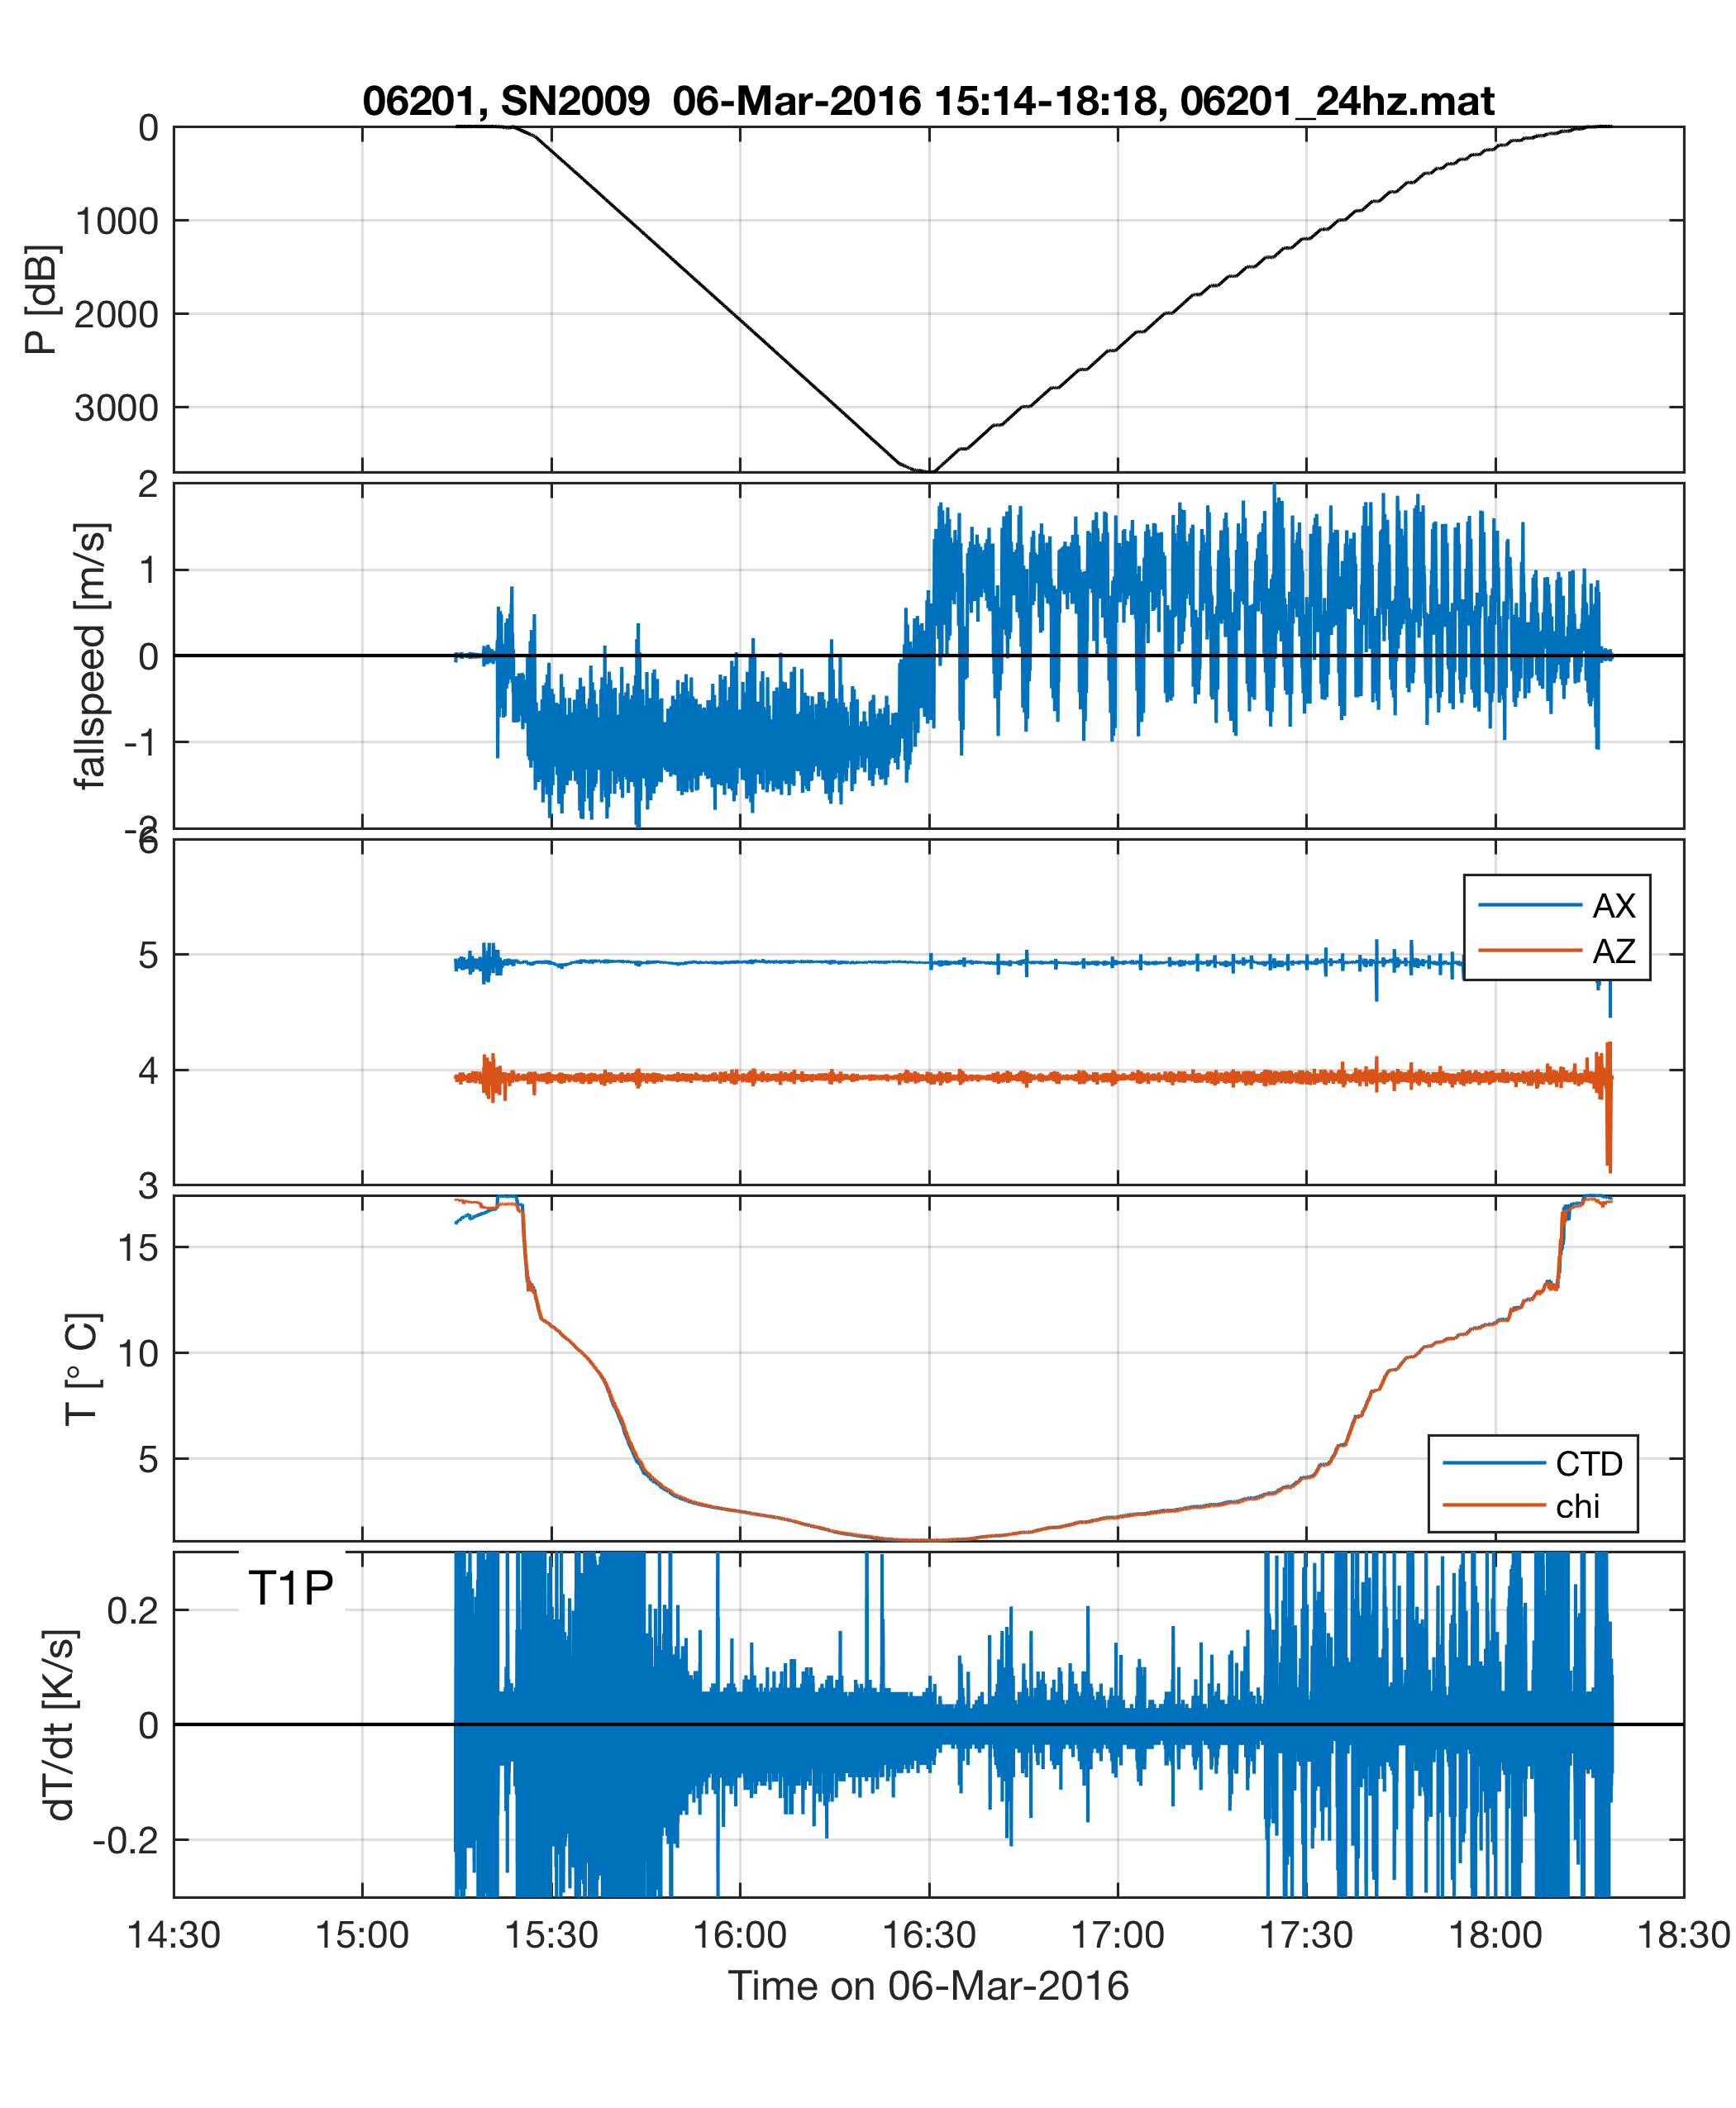 06201, SN2009  06-Mar-2016 15:14-18:18, 06201_24hz.mat
0
1000
2000
3000
P [dB]
2
1
0
-1
-2
fallspeed [m/s]
6
5
4
3
AX
AZ
15
10
5
T [° C]
CTD
chi
T1P
0.2
0
-0.2
dT/dt [K/s]
14:30 15:00 15:30 16:00 16:30 17:00 17:30 18:00 18:30
Time on 06-Mar-2016